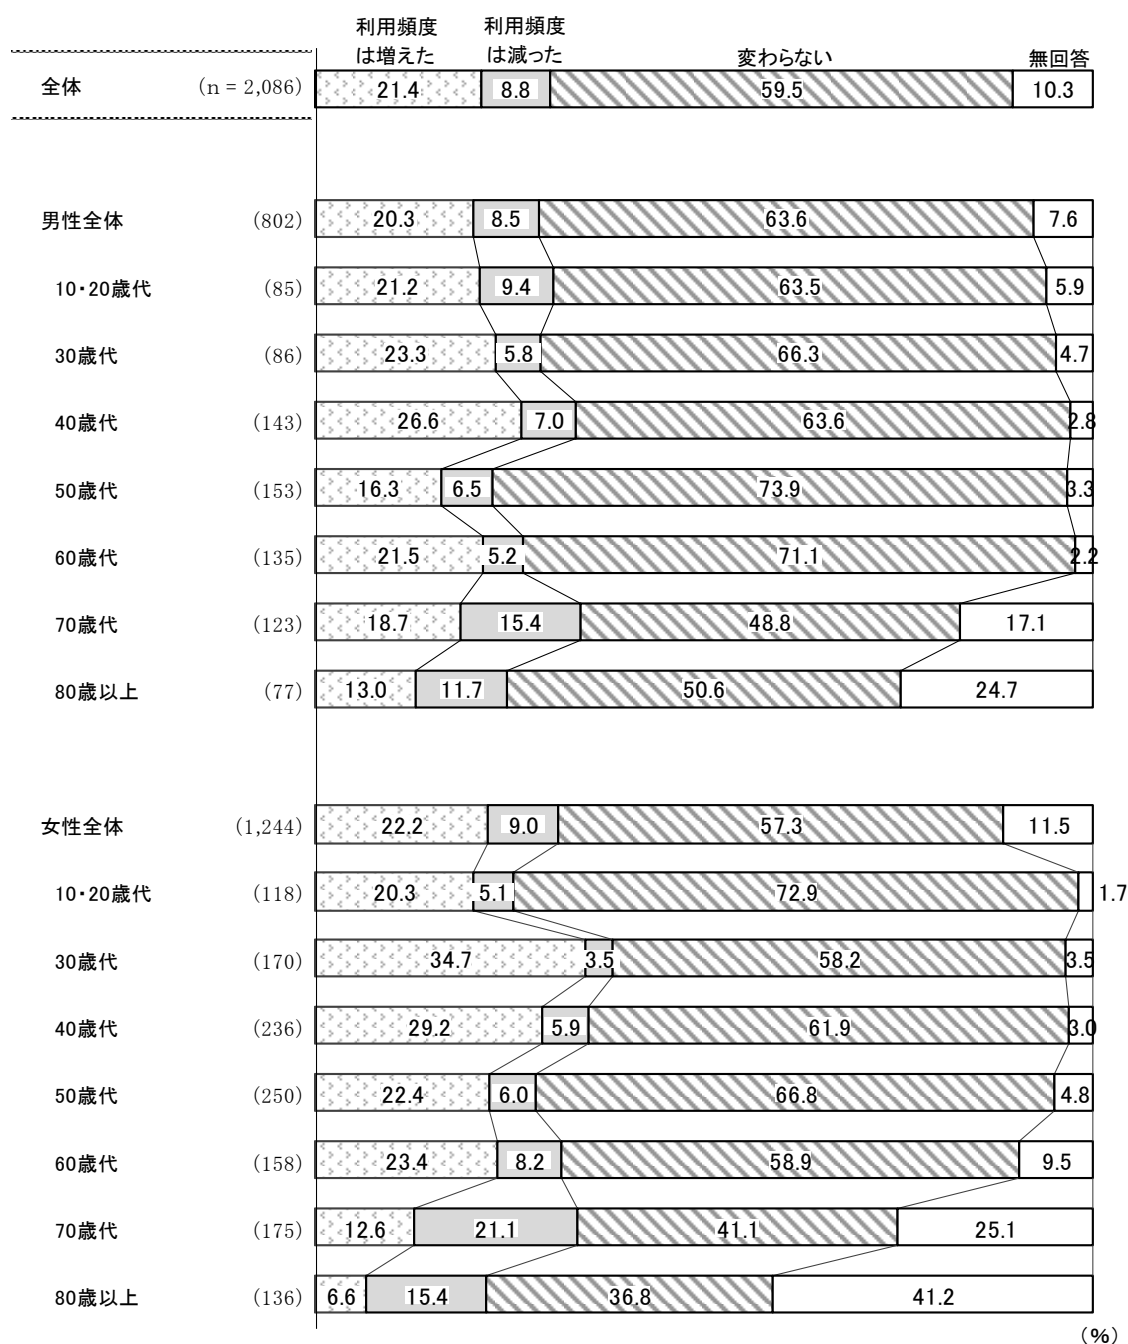 利用頻度
は増えた
利用頻度
は減った
変わらない
無回答
全体 (n = 2,086) 21.4 8.8 59.5 10.3
男性全体 (802) 20.3 8.5 63.6 7.6
10・20歳代 (85) 21.2 9.4 63.5 5.9
30歳代 (86) 23.3 5.8 66.3 4.7
40歳代 (143) 26.6 7.0 63.6 2.8
50歳代 (153) 16.3 6.5 73.9 3.3
60歳代 (135) 21.5 5.2 71.1 2.2
70歳代 (123) 18.7 15.4 48.8 17.1
80歳以上 (77) 13.0 11.7 50.6 24.7
女性全体 (1,244) 22.2 9.0 57.3 11.5
10・20歳代 (118) 20.3 5.1 72.9 1.7
30歳代 (170) 34.7 3.5 58.2 3.5
40歳代 (236) 29.2 5.9 61.9 3.0
50歳代 (250) 22.4 6.0 66.8 4.8
60歳代 (158) 23.4 8.2 58.9 9.5
70歳代 (175) 12.6 21.1 41.1 25.1
80歳以上 (136) 6.6 15.4 36.8 41.2
(%)